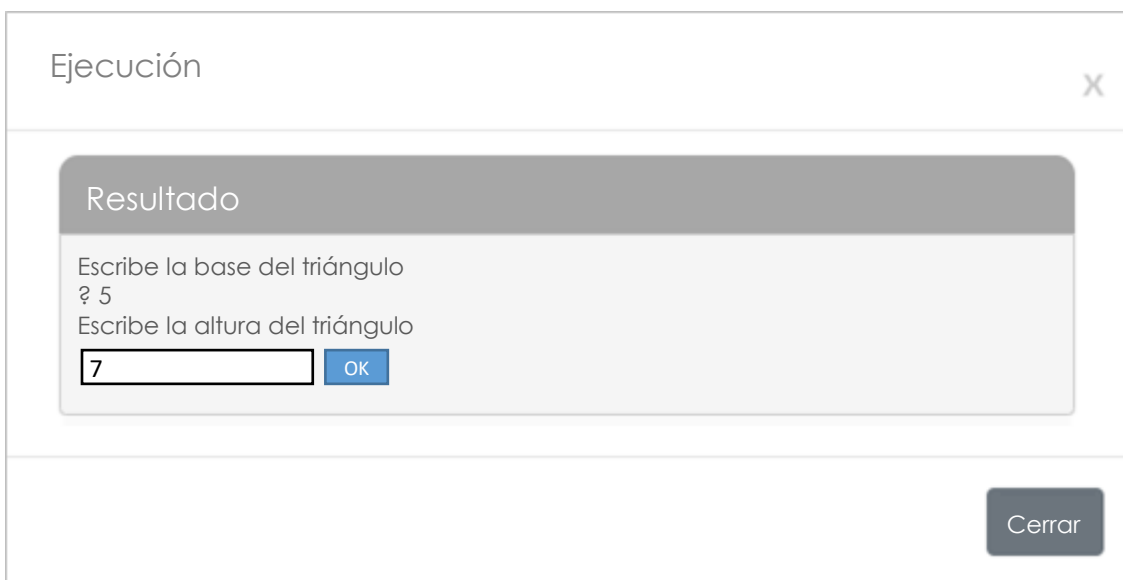 Ejecución
x
Resultado
Escribe la base del triángulo
? 5
Escribe la altura del triángulo
7
OK
Cerrar